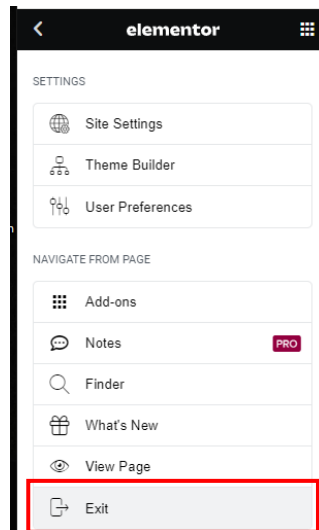 elementor
SETTINGS
Site Settings
Theme Builder
User Preferences
NAVIGATE FROM PAGE
Add-ons
Notes PRO
Finder
What's New
View Page
Exit